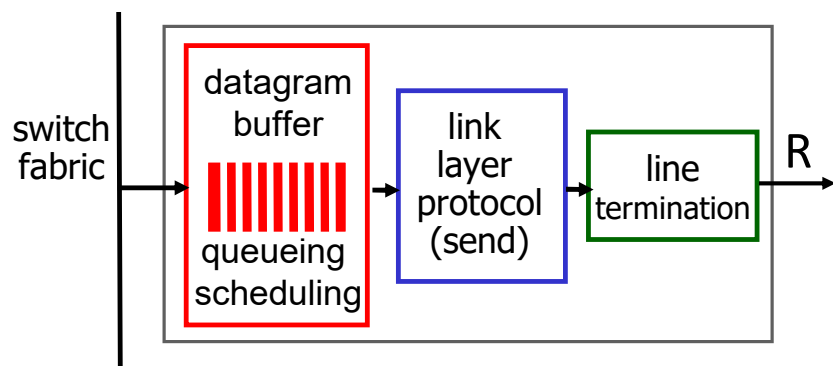 switch
fabric
datagram
buffer
queueing
scheduling
link
layer
protocol
(send)
line
termination
R